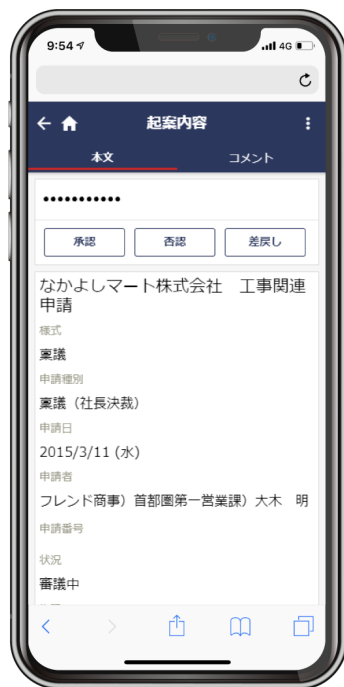 9:54
4G
起案内容
本文 コメント
•••••••••••
承認 否認 差戻し
なかよしマート株式会社　工事関連
申請
様式
稟議
申請種別
稟議（社長決裁）
申請日
2015/3/11 (水)
申請者
フレンド商事）首都圏第一営業課）大木　明
申請番号
状況
審議中